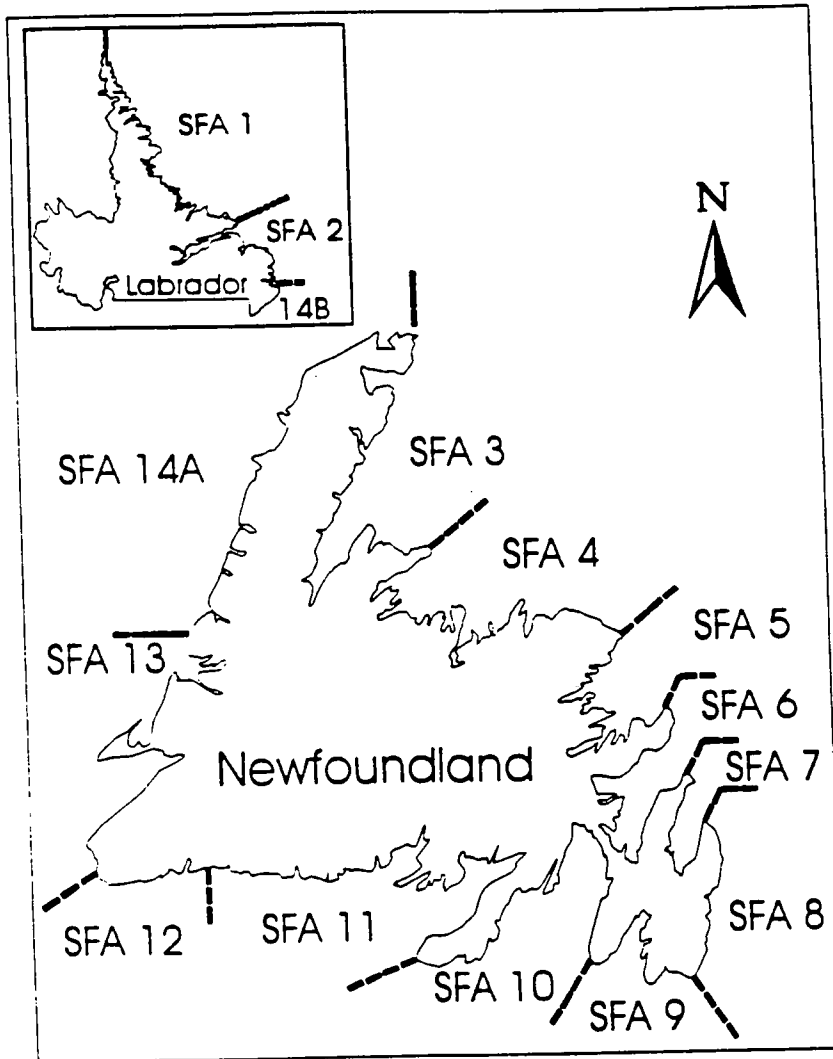 SFA 1
SFA 2
Labrador
14B
N
SFA 3
SFA 14A
SFA 4
SFA 5
SFA 13
SFA 6
Newfoundland
SFA 7
SFA 8
SFA 11
SFA 12
SFA 10
SFA 9